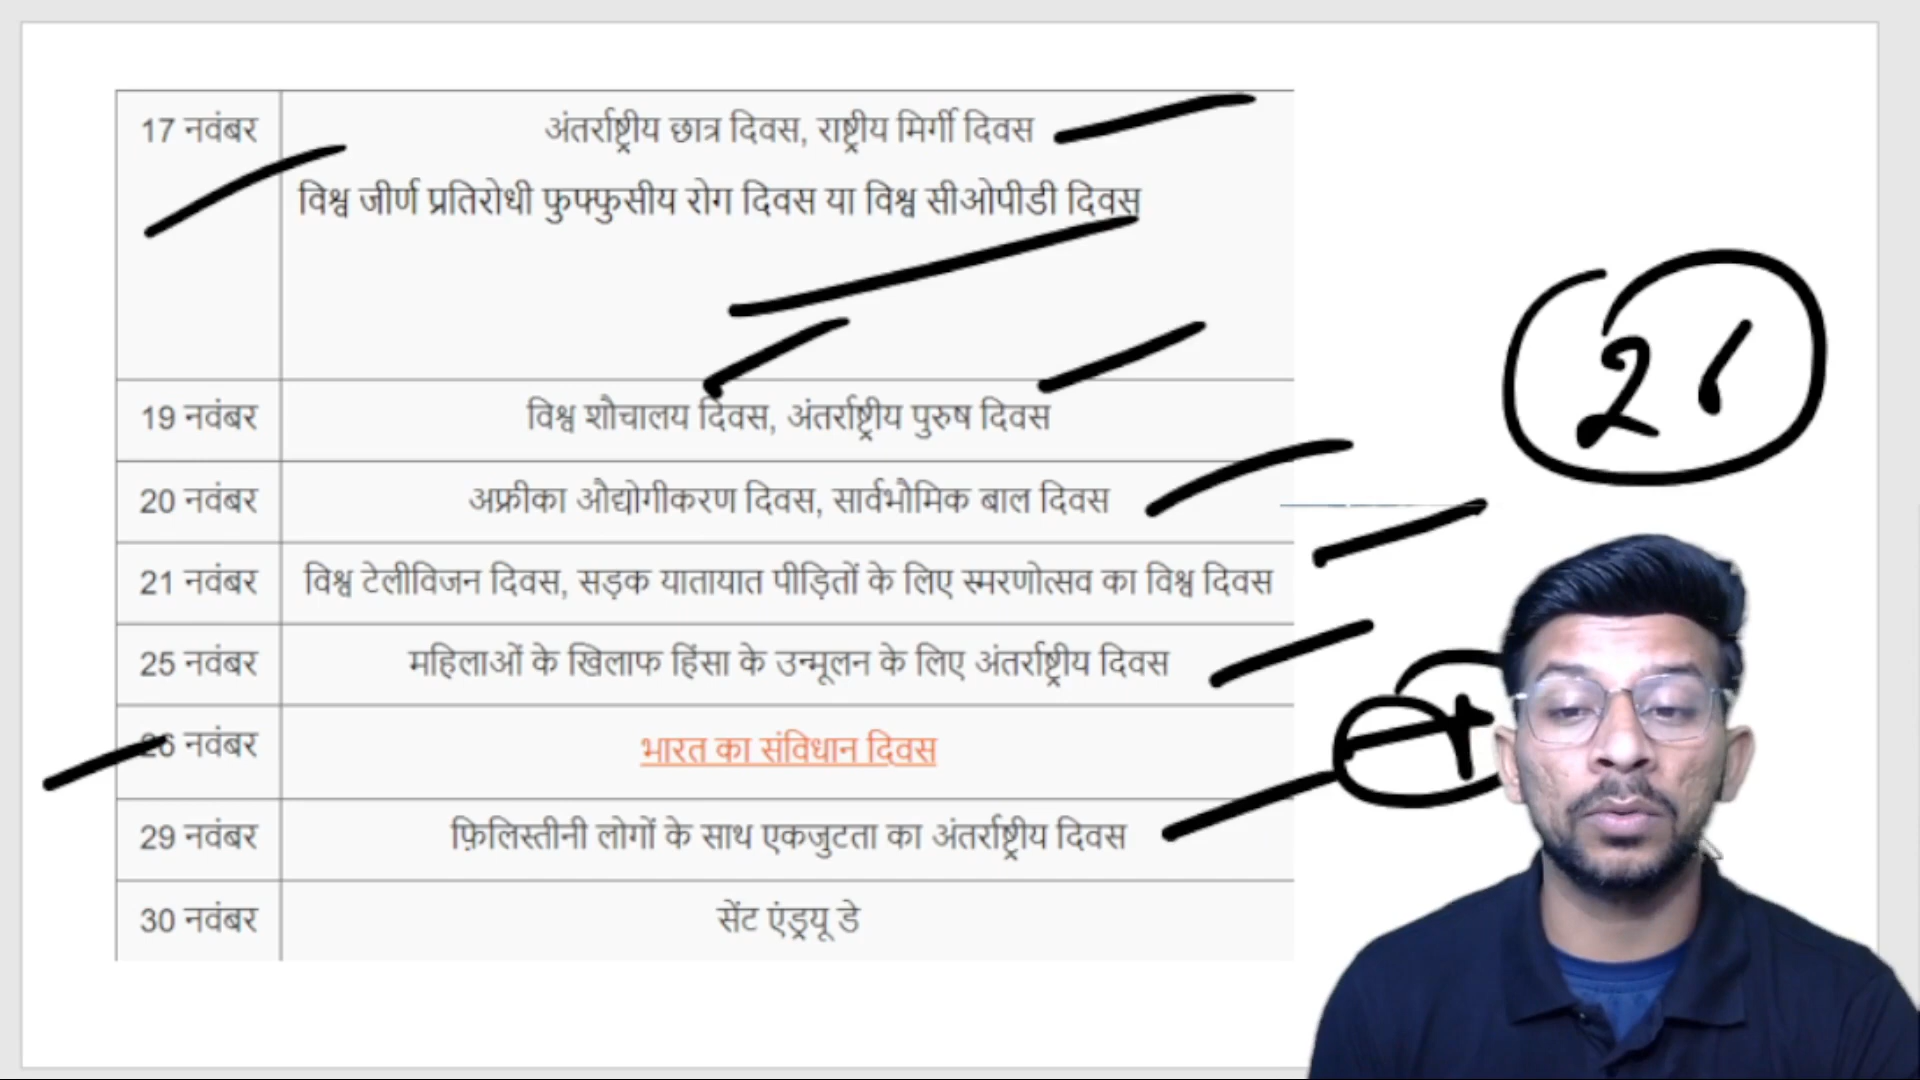 17 नवंबर अंतर्राष्ट्रीय छात्र दिवस, राष्ट्रीय मिर्गी दिवस
विश्व जीर्ण प्रतिरोधी फुफ्फुसीय रोग दिवस या विश्व सीओपीडी दिवस
19 नवंबर विश्व शौचालय दिवस, अंतर्राष्ट्रीय पुरुष दिवस
20 नवंबर अफ्रीका औद्योगीकरण दिवस, सार्वभौमिक बाल दिवस
21 नवंबर विश्व टेलीविजन दिवस, सड़क यातायात पीड़ितों के लिए स्मरणोत्सव का विश्व दिवस
25 नवंबर महिलाओं के खिलाफ हिंसा के उन्मूलन के लिए अंतर्राष्ट्रीय दिवस
26 नवंबर भारत का संविधान दिवस
29 नवंबर फ़िलिस्तीनी लोगों के साथ एकजुटता का अंतर्राष्ट्रीय दिवस
30 नवंबर सेंट एंड्रयू डे